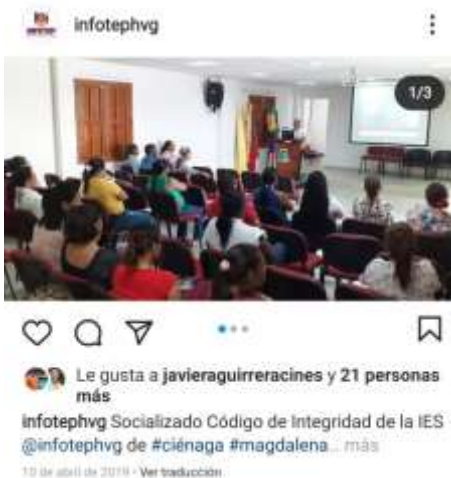 infotephvg
1/3
Le gusta a javieraguirreracines y 21 personas
más
infotephvg Socializado Código de Integridad de la IES
@infotephvg de #ciénaga #magdalena... más
10 de abril de 2019 • Ver traducción